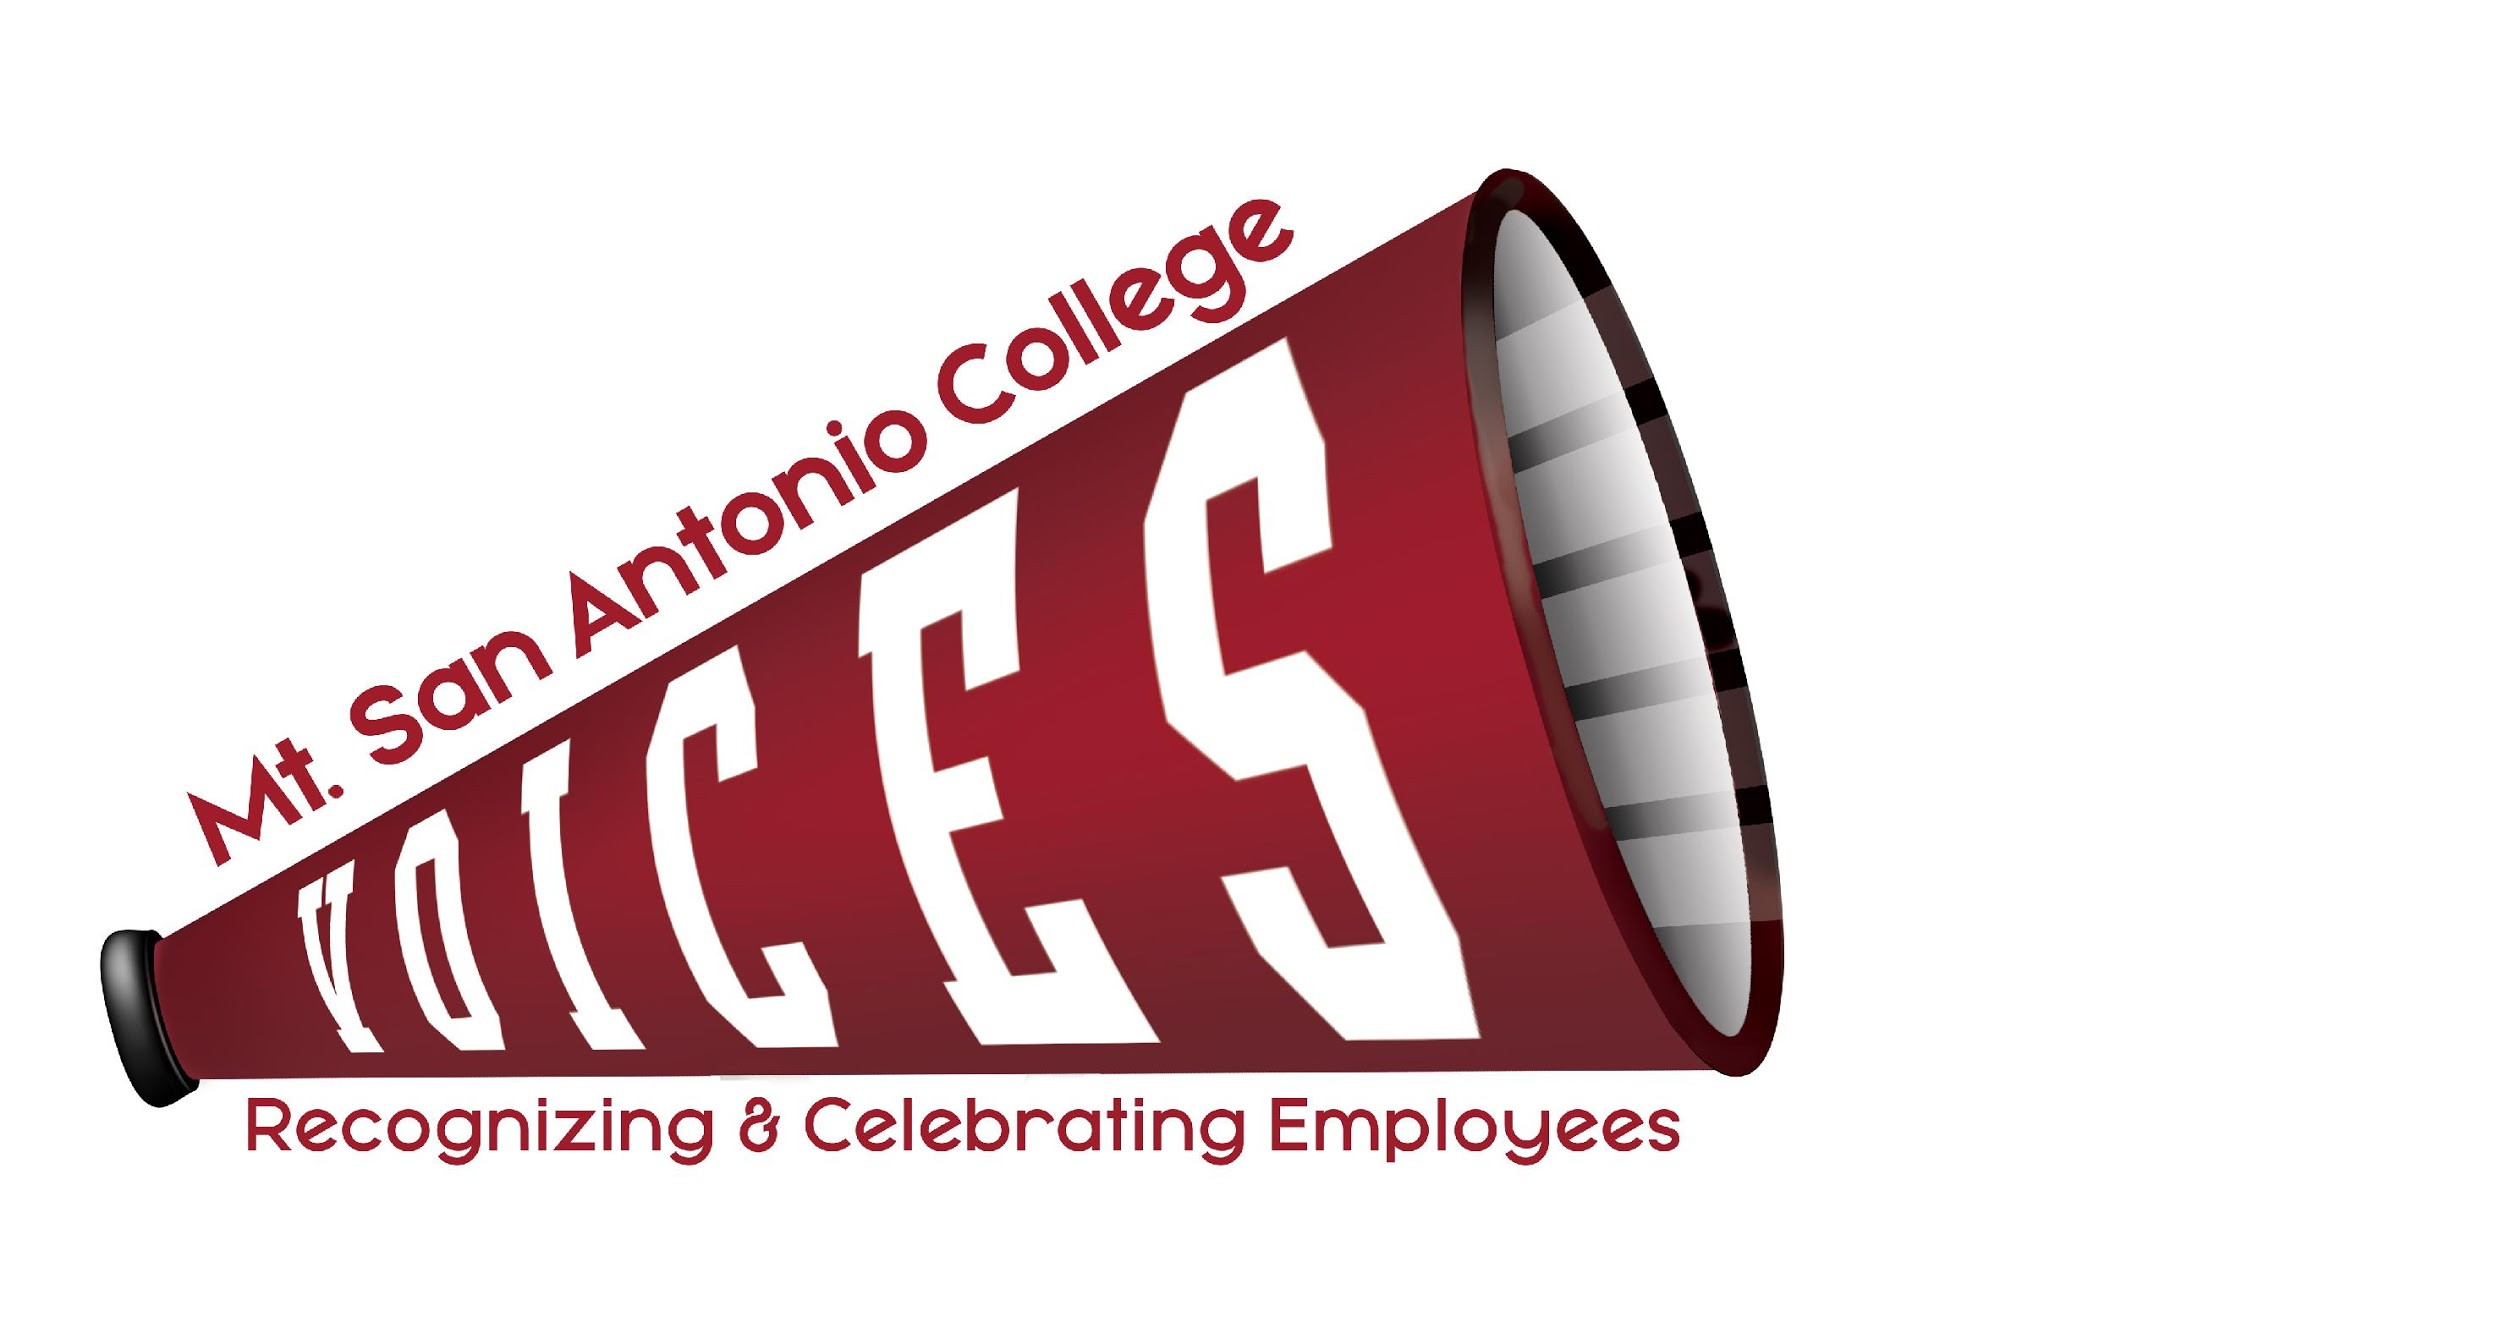 Mt. San Antonio College
VOICES
Recognizing & Celebrating Employees